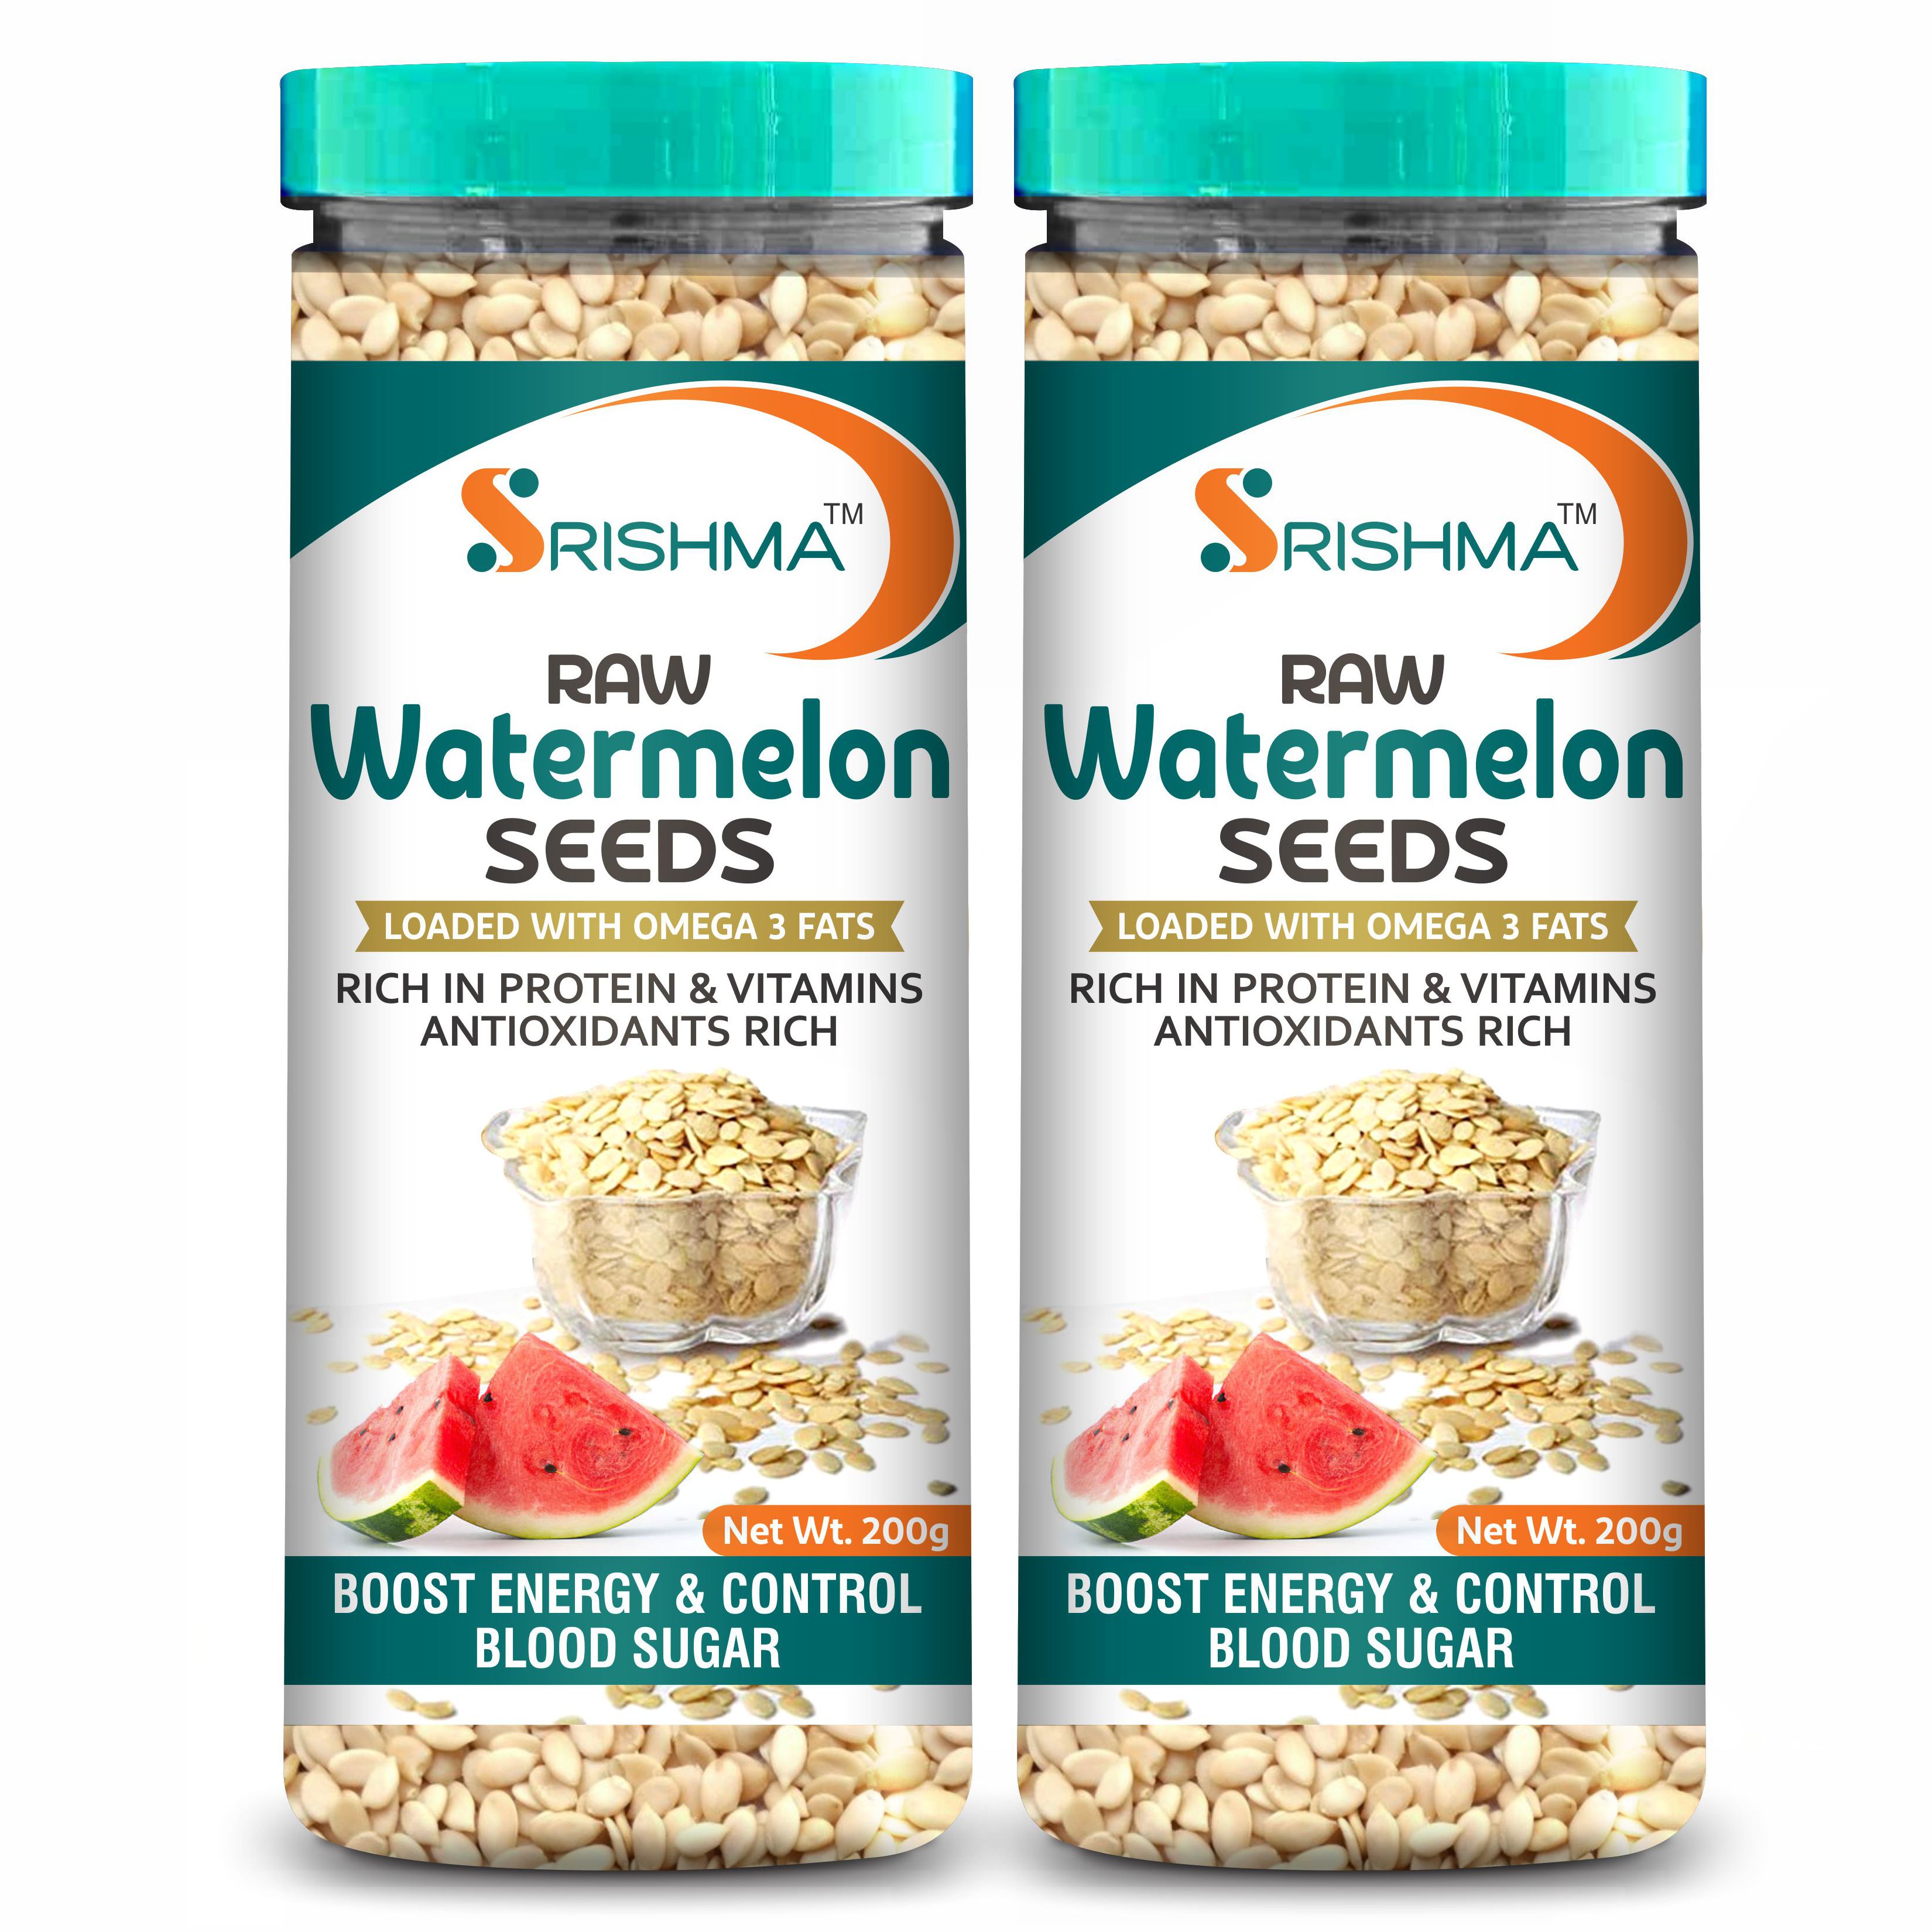 SRISHMA™
RAW
Watermelon
SEEDS
LOADED WITH OMEGA 3 FATS
RICH IN PROTEIN & VITAMINS
ANTIOXIDANTS RICH
Net Wt. 200g
BOOST ENERGY & CONTROL
BLOOD SUGAR
SRISHMA™
RAW
Watermelon
SEEDS
LOADED WITH OMEGA 3 FATS
RICH IN PROTEIN & VITAMINS
ANTIOXIDANTS RICH
Net Wt. 200g
BOOST ENERGY & CONTROL
BLOOD SUGAR